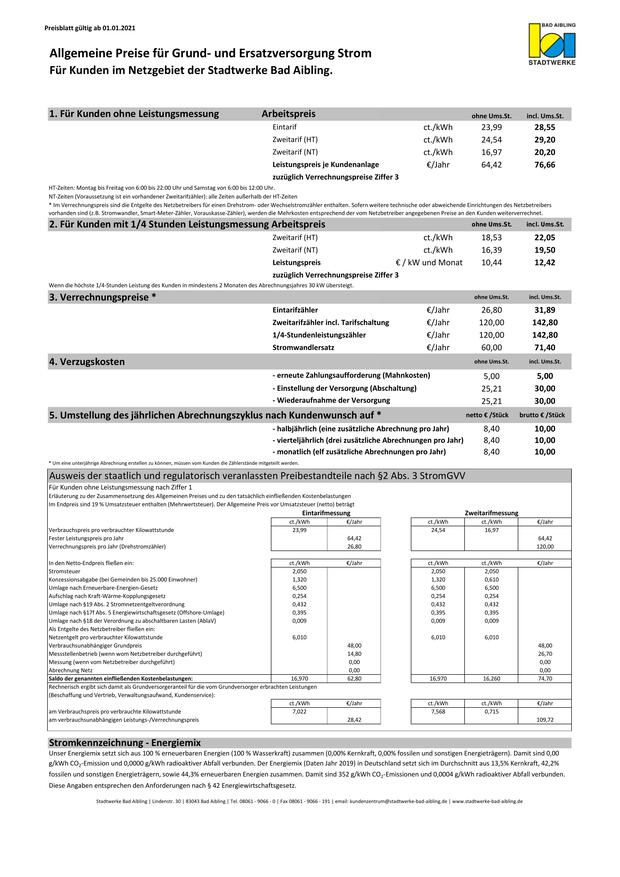 Preisblatt gültig ab 01.01.2021
BAD AIBLING
STADTWERKE
Allgemeine Preise für Grund- und Ersatzversorgung Strom
Für Kunden im Netzgebiet der Stadtwerke Bad Aibling.
1. Für Kunden ohne Leistungsmessung Arbeitspreis ohne Ums.St. incl. Ums.St.
Eintarif ct./kWh 23,99 28,55
Zweitarif (HT) ct./kWh 24,54 29,20
Zweitarif (NT) ct./kWh 16,97 20,20
Leistungspreis je Kundenanlage €/Jahr 64,42 76,66
zuzüglich Verrechnungspreise Ziffer 3
HT-Zeiten: Montag bis Freitag von 6:00 bis 22:00 Uhr und Samstag von 6:00 bis 12:00 Uhr.
NT-Zeiten (Voraussetzung ist ein vorhandener Zweitarifzähler): alle Zeiten außerhalb der HT-Zeiten
* Im Verrechnungspreis sind die Entgelte des Netzbetreibers für einen Drehstrom- oder Wechselstromzähler enthalten. Sofern weitere technische oder abweichende Einrichtungen des Netzbetreibers
vorhanden sind (z.B. Stromwandler, Smart-Meter-Zähler, Vorauskasse-Zähler), werden die Mehrkosten entsprechend der vom Netzbetreiber angegebenen Preise an den Kunden weiterverrechnet.
2. Für Kunden mit 1/4 Stunden Leistungsmessung Arbeitspreis ohne Ums.St. incl. Ums.St.
Zweitarif (HT) ct./kWh 18,53 22,05
Zweitarif (NT) ct./kWh 16,39 19,50
Leistungspreis € / kW und Monat 10,44 12,42
zuzüglich Verrechnungspreise Ziffer 3
Wenn die höchste 1/4-Stunden Leistung des Kunden in mindestens 2 Monaten des Abrechnungsjahres 30 kW übersteigt.
3. Verrechnungspreise * ohne Ums.St. incl. Ums.St.
Eintarifzähler €/Jahr 26,80 31,89
Zweitarifzähler incl. Tarifschaltung €/Jahr 120,00 142,80
1/4-Stundenleistungszähler €/Jahr 120,00 142,80
Stromwandlersatz €/Jahr 60,00 71,40
4. Verzugskosten ohne Ums.St. incl. Ums.St.
- erneute Zahlungsaufforderung (Mahnkosten) 5,00 5,00
- Einstellung der Versorgung (Abschaltung) 25,21 30,00
- Wiederaufnahme der Versorgung 25,21 30,00
5. Umstellung des jährlichen Abrechnungszyklus nach Kundenwunsch auf * netto €/Stück brutto €/Stück
- halbjährlich (eine zusätzliche Abrechnung pro Jahr) 8,40 10,00
- vierteljährlich (drei zusätzliche Abrechnungen pro Jahr) 8,40 10,00
- monatlich (elf zusätzliche Abrechnungen pro Jahr) 8,40 10,00
* Um eine unterjährige Abrechnung erstellen zu können, müssen vom Kunden die Zählerstände mitgeteilt werden.
Ausweis der staatlich und regulatorisch veranlassten Preibestandteile nach §2 Abs. 3 StromGVV
Für Kunden ohne Leistungsmessung nach Ziffer 1
Erläuterung zu der Zusammensetzung des Allgemeinen Preises und zu den tatsächlich einfließenden Kostenbelastungen
Im Endpreis sind 19 % Umsatzsteuer enthalten (Mehrwertsteuer). Der Allgemeine Preis vor Umsatzsteuer (netto) beträgt
Eintarifmessung Zweitarifmessung
ct./kWh €/Jahr ct./kWh ct./kWh €/Jahr
Verbrauchspreis pro verbrauchter Kilowattstunde 23,99 24,54 16,97
Fester Leistungspreis pro Jahr 64,42 64,42
Verrechnungspreis pro Jahr (Drehstromzähler) 26,80 120,00
In den Netto-Endpreis fließen ein: ct./kWh €/Jahr ct./kWh ct./kWh €/Jahr
Stromsteuer 2,050 2,050 2,050
Konzessionsabgabe (bei Gemeinden bis 25.000 Einwohner) 1,320 1,320 0,610
Umlage nach Erneuerbare-Energien-Gesetz 6,500 6,500 6,500
Aufschlag nach Kraft-Wärme-Kopplungsgesetz 0,254 0,254 0,254
Umlage nach §19 Abs. 2 Stromnetzentgeltverordnung 0,432 0,432 0,432
Umlage nach §17f Abs. 5 Energiewirtschaftsgesetz (Offshore-Umlage) 0,395 0,395 0,395
Umlage nach §18 der Verordnung zu abschaltbaren Lasten (AblaV) 0,009 0,009 0,009
Als Entgelte des Netzbetreiber fließen ein:
Netzentgelt pro verbrauchter Kilowattstunde 6,010 6,010 6,010
Verbrauchsunabhängiger Grundpreis 48,00 48,00
Messstellenbetrieb (wenn vom Netzbetreiber durchgeführt) 14,80 26,70
Messung (wenn vom Netzbetreiber durchgeführt) 0,00 0,00
Abrechnung Netz 0,00 0,00
Saldo der genannten einfließenden Kostenbelastungen: 16,970 62,80 16,970 16,260 74,70
Rechnerisch ergibt sich damit als Grundversorgeranteil für die vom Grundversorger erbrachten Leistungen
(Beschaffung und Vertrieb, Verwaltungsaufwand, Kundenservice):
ct./kWh €/Jahr ct./kWh ct./kWh €/Jahr
am Verbrauchspreis pro verbrauchte Kilowattstunde 7,022 7,568 0,715
am verbrauchsunabhängigen Leistungs-/Verrechnungspreis 28,42 109,72
Stromkennzeichnung - Energiemix
Unser Energiemix setzt sich aus 100 % erneuerbaren Energien (100 % Wasserkraft) zusammen (0,00% Kernkraft, 0,00% fossilen und sonstigen Energieträgern). Damit sind 0,00
g/kWh CO₂-Emission und 0,0000 g/kWh radioaktiver Abfall verbunden. Der Energiemix (Daten Jahr 2019) in Deutschland setzt sich im Durchschnitt aus 13,5% Kernkraft, 42,2%
fossilen und sonstigen Energieträgern, sowie 44,3% erneuerbaren Energien zusammen. Damit sind 352 g/kWh CO₂-Emissionen und 0,0004 g/kWh radioaktiver Abfall verbunden.
Diese Angaben entsprechen den Anforderungen nach § 42 Energiewirtschaftsgesetz.
Stadtwerke Bad Aibling | Lindenstr. 30 | 83043 Bad Aibling | Tel. 08061 - 9066 - 0 | Fax 08061 - 9066 - 191 | email: kundenzentrum@stadtwerke-bad-aibling.de | www.stadtwerke-bad-aibling.de